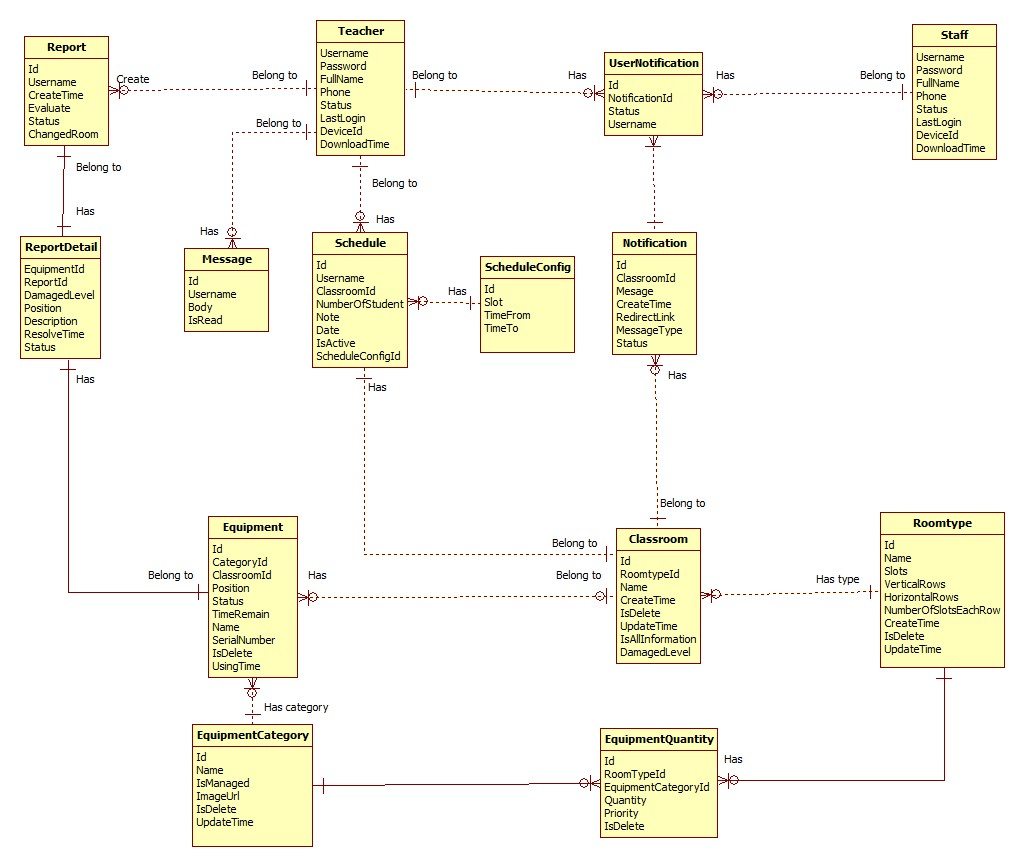 Report
Id
Username
CreateTime
Evaluate
Status
ChangedRoom
Create
Belong to
Teacher
Username
Password
FullName
Phone
Status
LastLogin
DeviceId
DownloadTime
Belong to
Has
UserNotification
Id
NotificationId
Status
Username
Has
Belong to
Staff
Username
Password
FullName
Phone
Status
LastLogin
DeviceId
DownloadTime
Belong to
Belong to
Has
Belong to
Has
Has
ReportDetail
EquipmentId
ReportId
DamagedLevel
Position
Description
ResolveTime
Status
Has
Message
Id
Username
Body
IsRead
Schedule
Id
Username
ClassroomId
NumberOfStudent
Note
Date
IsActive
ScheduleConfigId
Has
Has
ScheduleConfig
Id
Slot
TimeFrom
TimeTo
Notification
Id
ClassroomId
Mesage
CreateTime
RedirectLink
MessageType
Status
Has
Belong to
Belong to
Belong to
Equipment
Id
CategoryId
ClassroomId
Position
Status
TimeRemain
Name
SerialNumber
IsDelete
UsingTime
Has
Belong to
Classroom
Id
RoomtypeId
Name
CreateTime
IsDelete
UpdateTime
IsAllInformation
DamagedLevel
Has type
Roomtype
Id
Name
Slots
VerticalRows
HorizontalRows
NumberOfSlotsEachRow
CreateTime
IsDelete
UpdateTime
Has category
EquipmentCategory
Id
Name
IsManaged
ImageUrl
IsDelete
UpdateTime
EquipmentQuantity
Id
RoomTypeId
EquipmentCategoryId
Quantity
Priority
IsDelete
Has